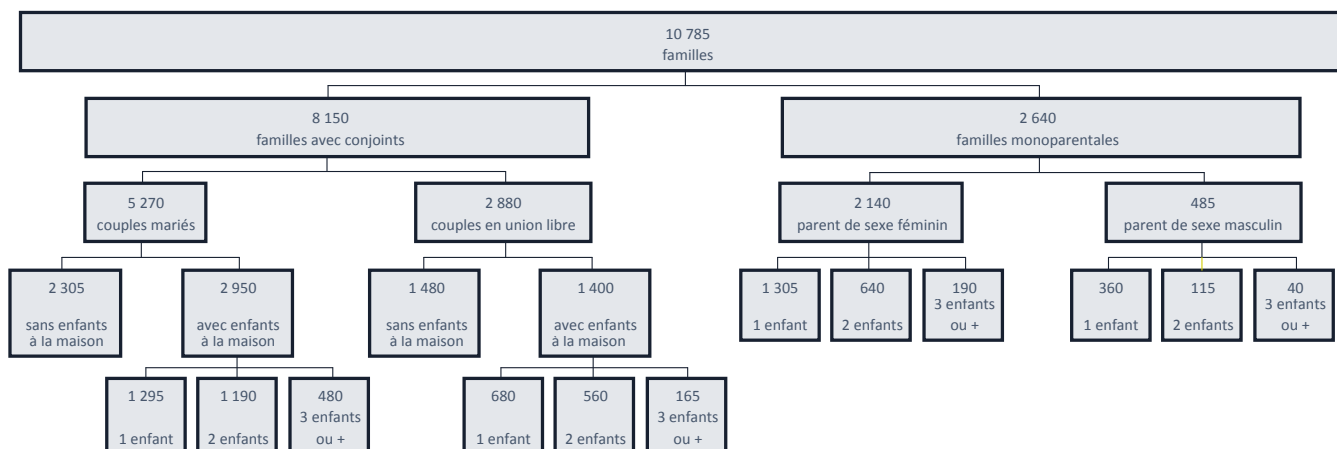 10 785
familles
8 150
familles avec conjoints
2 640
familles monoparentales
5 270
couples mariés
2 880
couples en union libre
2 140
parent de sexe féminin
485
parent de sexe masculin
2 305
sans enfants
à la maison
2 950
avec enfants
à la maison
1 480
sans enfants
à la maison
1 400
avec enfants
à la maison
1 305
1 enfant
640
2 enfants
190
3 enfants
ou +
360
1 enfant
115
2 enfants
40
3 enfants
ou +
1 295
1 enfant
1 190
2 enfants
480
3 enfants
ou +
680
1 enfant
560
2 enfants
165
3 enfants
ou +